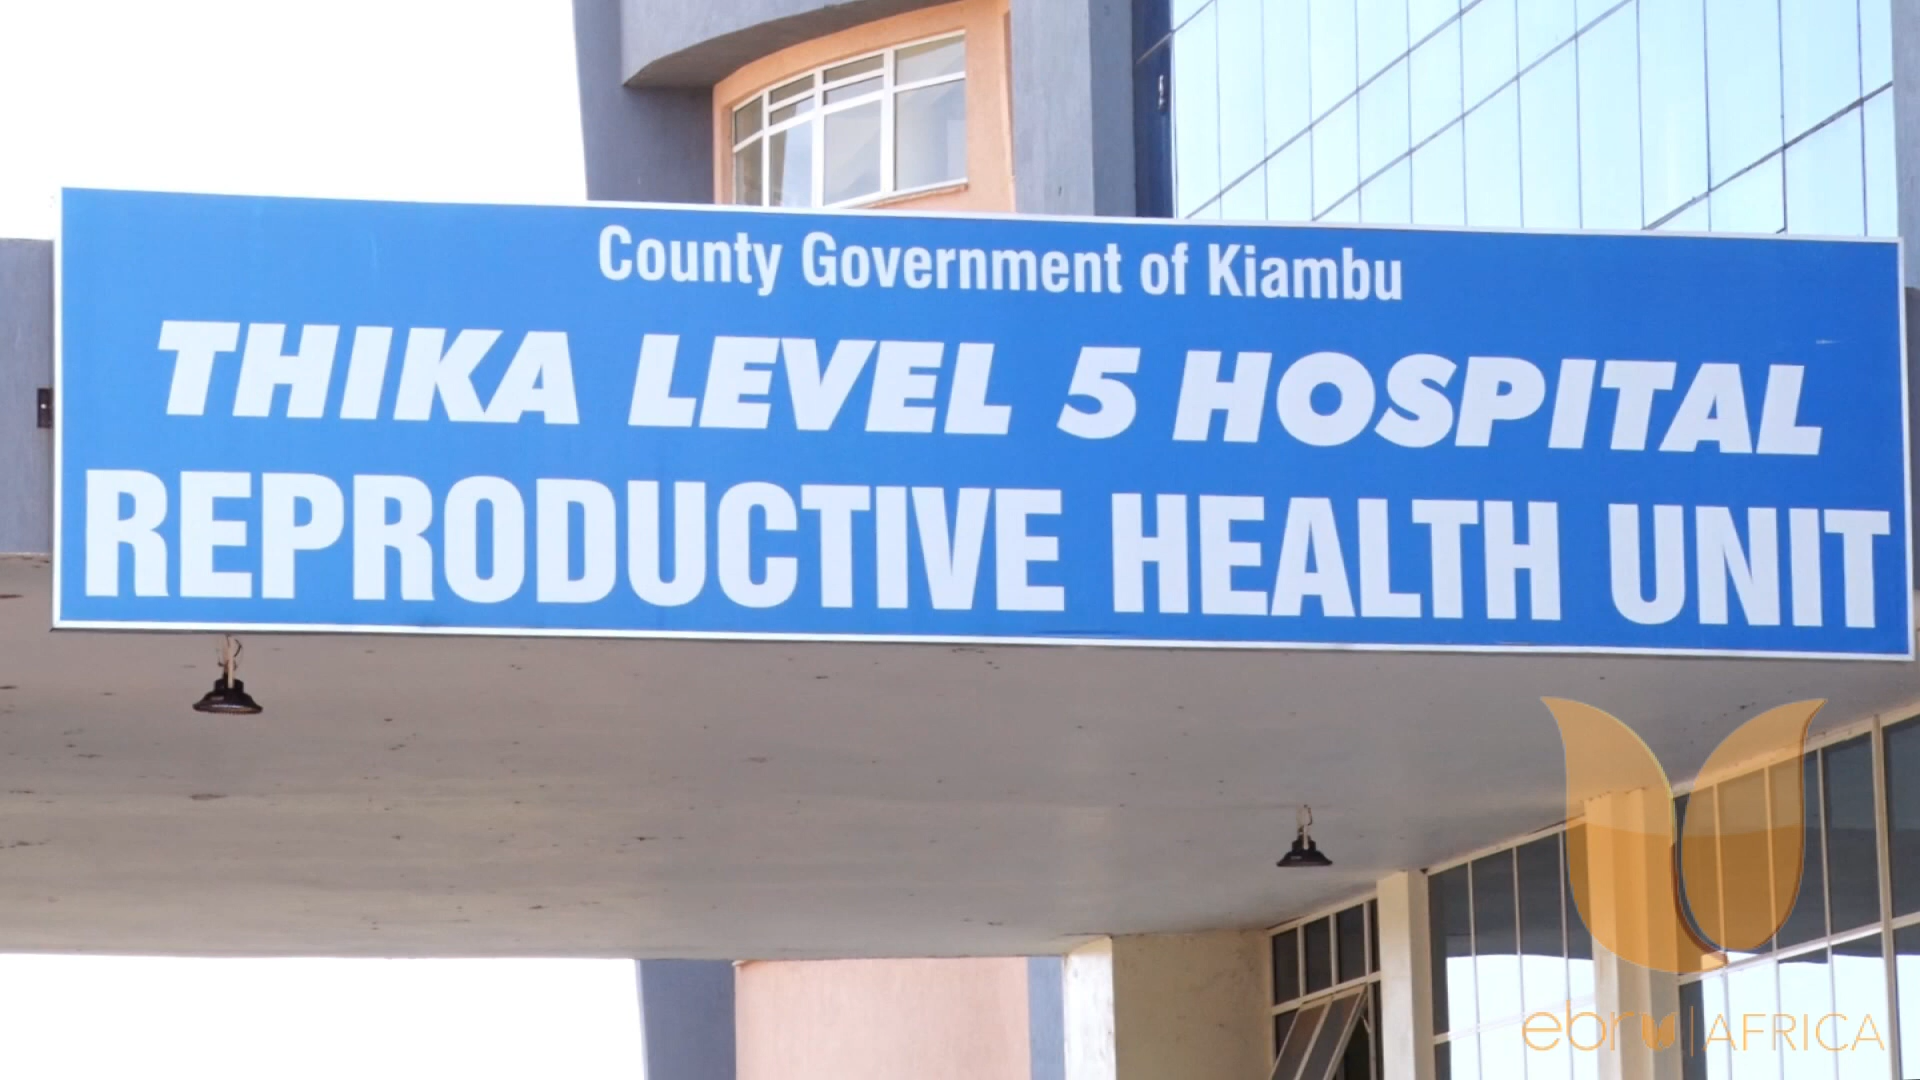 County Government of Kiambu
THIKA LEVEL 5 HOSPITAL
REPRODUCTIVE HEALTH UNIT
ebru|AFRICA